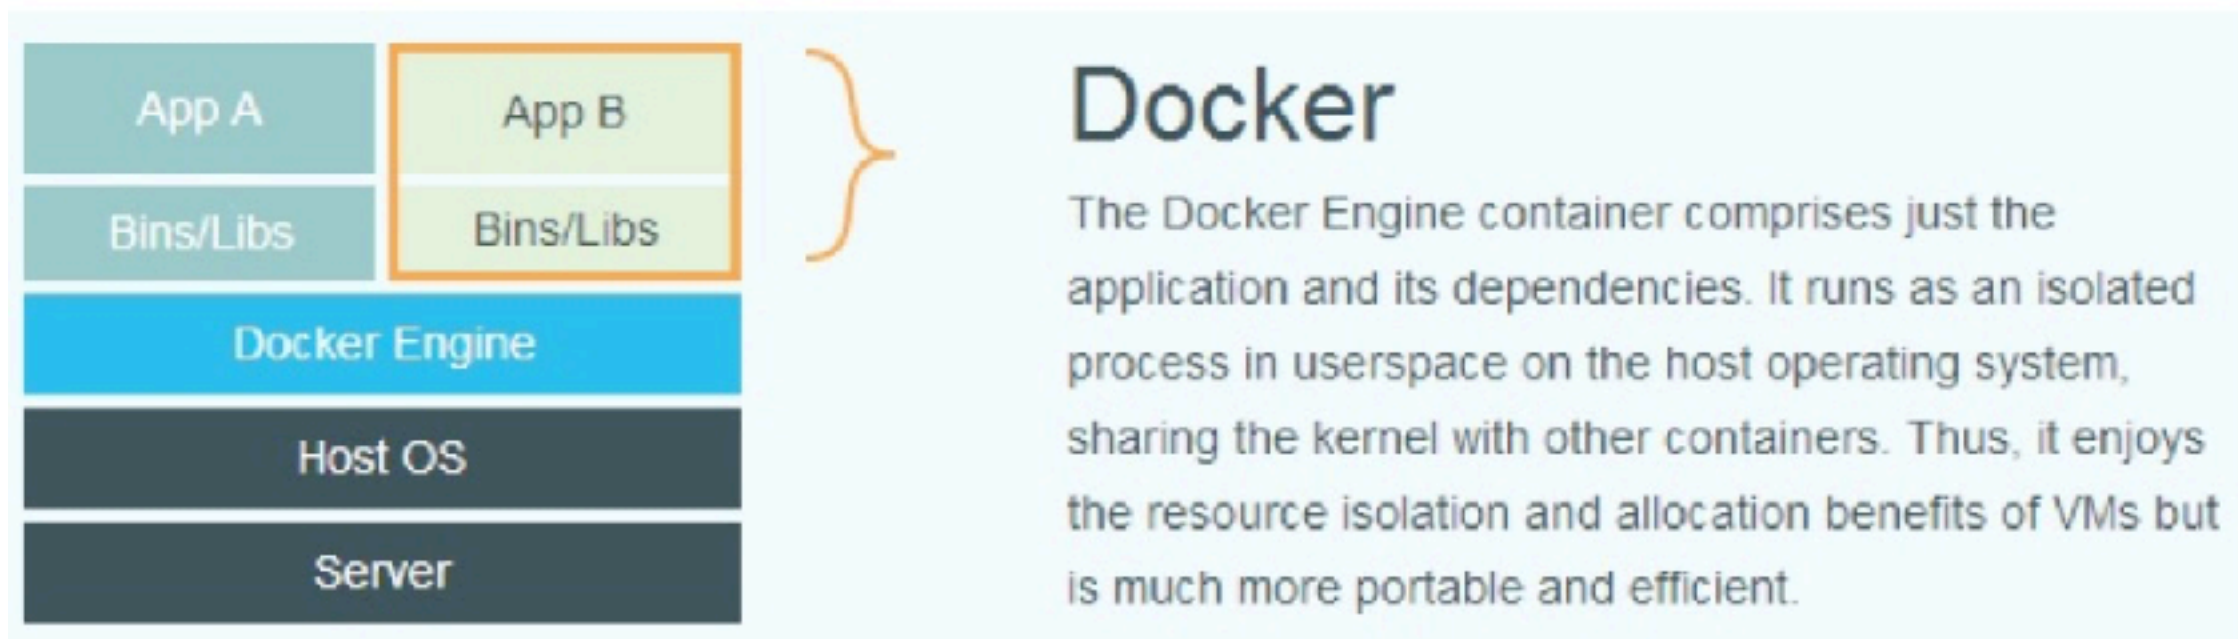 App A
App B
Bins/Libs
Bins/Libs
Docker Engine
Host OS
Server
Docker
The Docker Engine container comprises just the
application and its dependencies. It runs as an isolated
process in userspace on the host operating system,
sharing the kernel with other containers. Thus, it enjoys
the resource isolation and allocation benefits of VMs but
is much more portable and efficient.